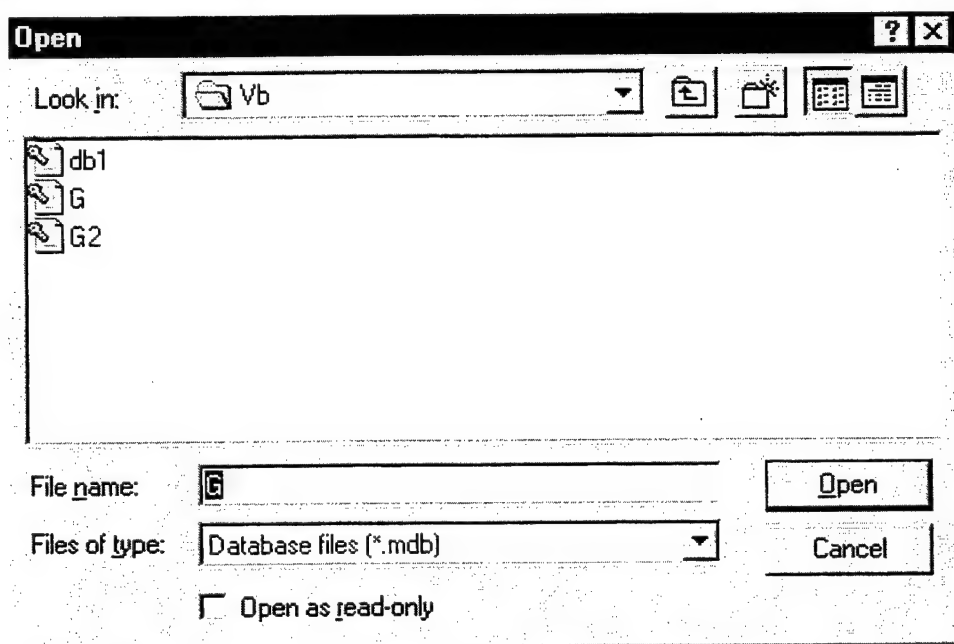 Open
Look in: Vb
db1
G
G2
File name: G Open
Files of type: Database files (*.mdb) Cancel
Open as read-only